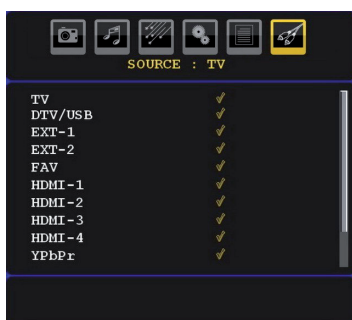 SOURCE : TV
TV
DTV/USB
EXT-1
EXT-2
FAV
HDMI-1
HDMI-2
HDMI-3
HDMI-4
YPbPr